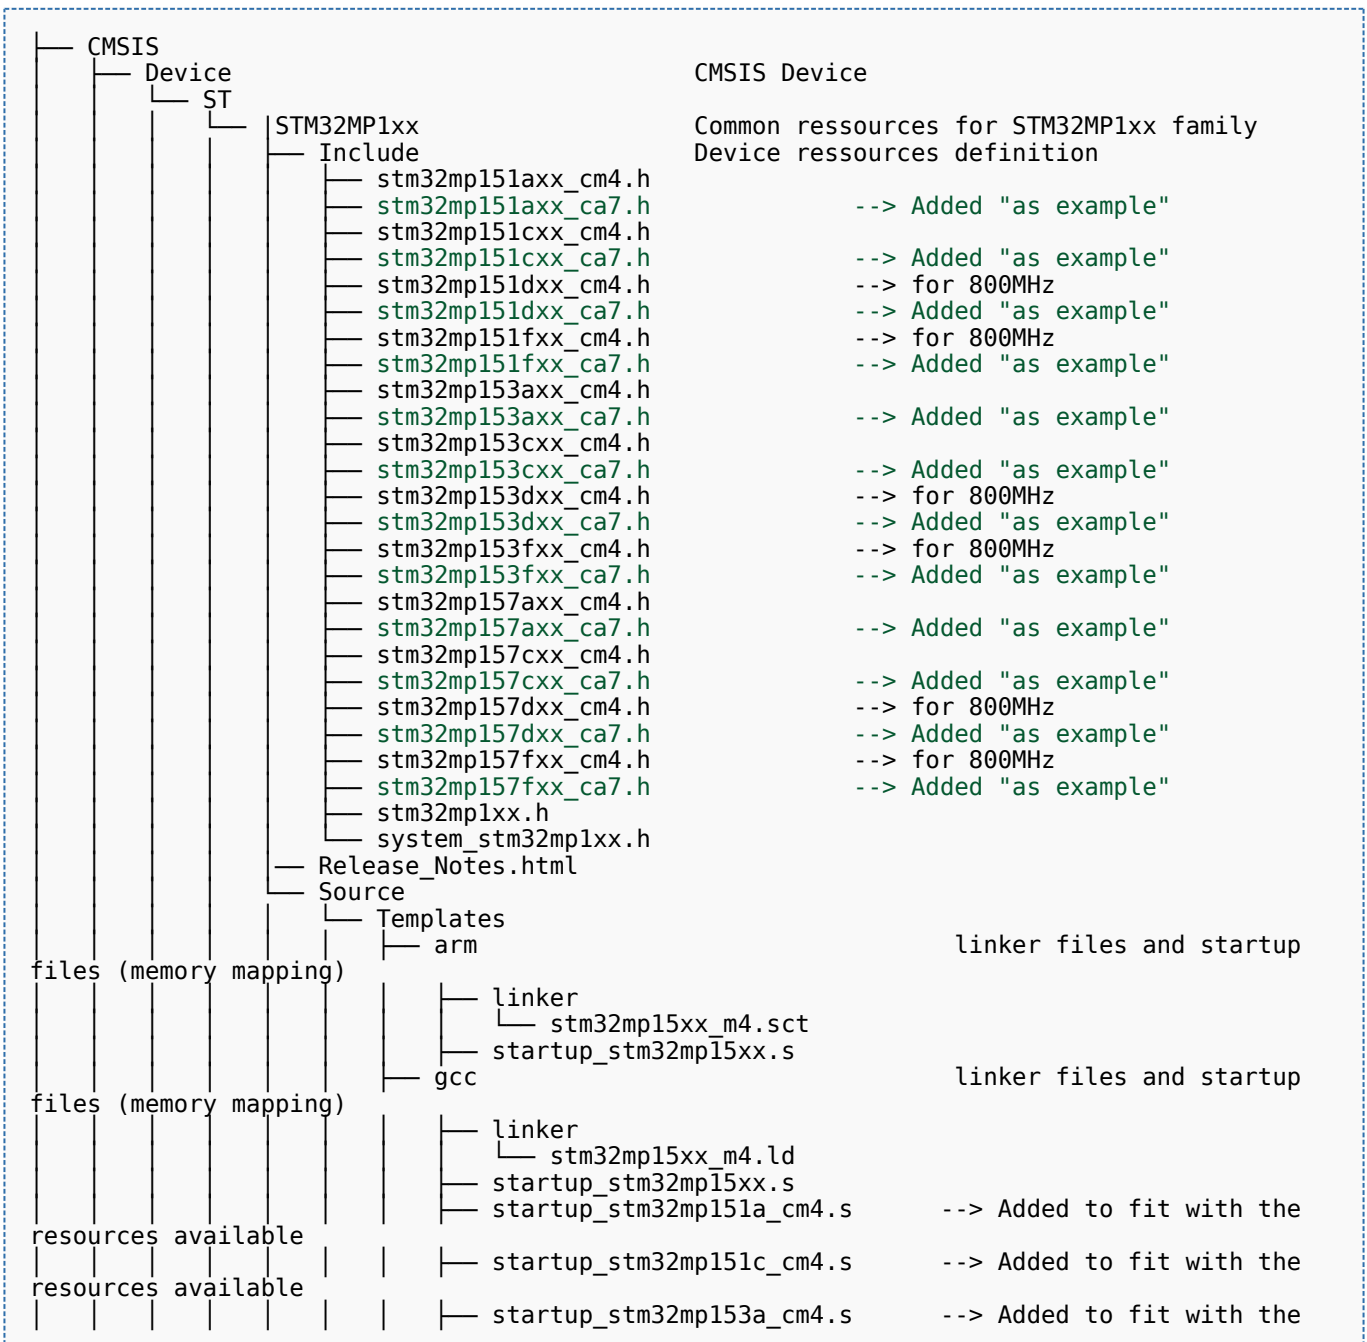 ├── CMSIS
│   ├── Device                                CMSIS Device
│   │   └── ST
│   │   │   └── |STM32MP1xx                   Common ressources for STM32MP1xx family
│   │   │   │   ├── Include                   Device ressources definition
│   │   │   │   │   ├── stm32mp151axx_cm4.h
│   │   │   │   │   ├── stm32mp151axx_ca7.h              --> Added "as example"
│   │   │   │   │   ├── stm32mp151cxx_cm4.h
│   │   │   │   │   ├── stm32mp151cxx_ca7.h              --> Added "as example"
│   │   │   │   │   ├── stm32mp151dxx_cm4.h              --> for 800MHz
│   │   │   │   │   ├── stm32mp151dxx_ca7.h              --> Added "as example"
│   │   │   │   │   ├── stm32mp151fxx_cm4.h              --> for 800MHz
│   │   │   │   │   ├── stm32mp151fxx_ca7.h              --> Added "as example"
│   │   │   │   │   ├── stm32mp153axx_cm4.h
│   │   │   │   │   ├── stm32mp153axx_ca7.h              --> Added "as example"
│   │   │   │   │   ├── stm32mp153cxx_cm4.h
│   │   │   │   │   ├── stm32mp153cxx_ca7.h              --> Added "as example"
│   │   │   │   │   ├── stm32mp153dxx_cm4.h              --> for 800MHz
│   │   │   │   │   ├── stm32mp153dxx_ca7.h              --> Added "as example"
│   │   │   │   │   ├── stm32mp153fxx_cm4.h              --> for 800MHz
│   │   │   │   │   ├── stm32mp153fxx_ca7.h              --> Added "as example"
│   │   │   │   │   ├── stm32mp157axx_cm4.h
│   │   │   │   │   ├── stm32mp157axx_ca7.h              --> Added "as example"
│   │   │   │   │   ├── stm32mp157cxx_cm4.h
│   │   │   │   │   ├── stm32mp157cxx_ca7.h              --> Added "as example"
│   │   │   │   │   ├── stm32mp157dxx_cm4.h              --> for 800MHz
│   │   │   │   │   ├── stm32mp157dxx_ca7.h              --> Added "as example"
│   │   │   │   │   ├── stm32mp157fxx_cm4.h              --> for 800MHz
│   │   │   │   │   ├── stm32mp157fxx_ca7.h              --> Added "as example"
│   │   │   │   │   ├── stm32mp1xx.h
│   │   │   │   │   └── system_stm32mp1xx.h
│   │   │   │   ├── Release_Notes.html
│   │   │   │   └── Source
│   │   │   │   │   └── Templates
│   │   │   │   │   │   ├── arm                                 linker files and startup
files (memory mapping)
│   │   │   │   │   │   │   ├── linker
│   │   │   │   │   │   │   │   └── stm32mp15xx_m4.sct
│   │   │   │   │   │   │   ├── startup_stm32mp15xx.s
│   │   │   │   │   │   ├── gcc                                 linker files and startup
files (memory mapping)
│   │   │   │   │   │   │   ├── linker
│   │   │   │   │   │   │   │   └── stm32mp15xx_m4.ld
│   │   │   │   │   │   │   ├── startup_stm32mp15xx.s
│   │   │   │   │   │   │   ├── startup_stm32mp151a_cm4.s      --> Added to fit with the
resources available
│   │   │   │   │   │   │   ├── startup_stm32mp151c_cm4.s      --> Added to fit with the
resources available
│   │   │   │   │   │   │   ├── startup_stm32mp153a_cm4.s      --> Added to fit with the